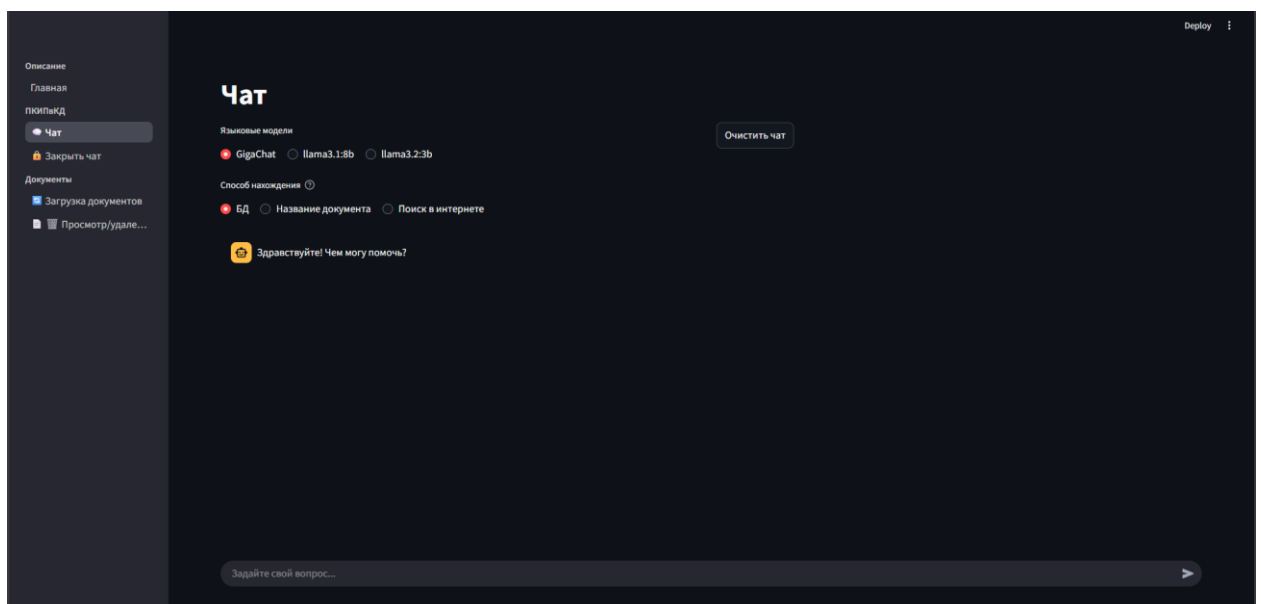 Deploy
Описание
Главная
ПКИПвКД
Чат
Закрыть чат
Документы
Загрузка документов
Просмотр/удале...
Чат
Языковые модели
Очистить чат
GigaChat llama3.1:8b llama3.2:3b
Способ нахождения
БД Название документа Поиск в интернете
Здравствуйте! Чем могу помочь?
Задайте свой вопрос...